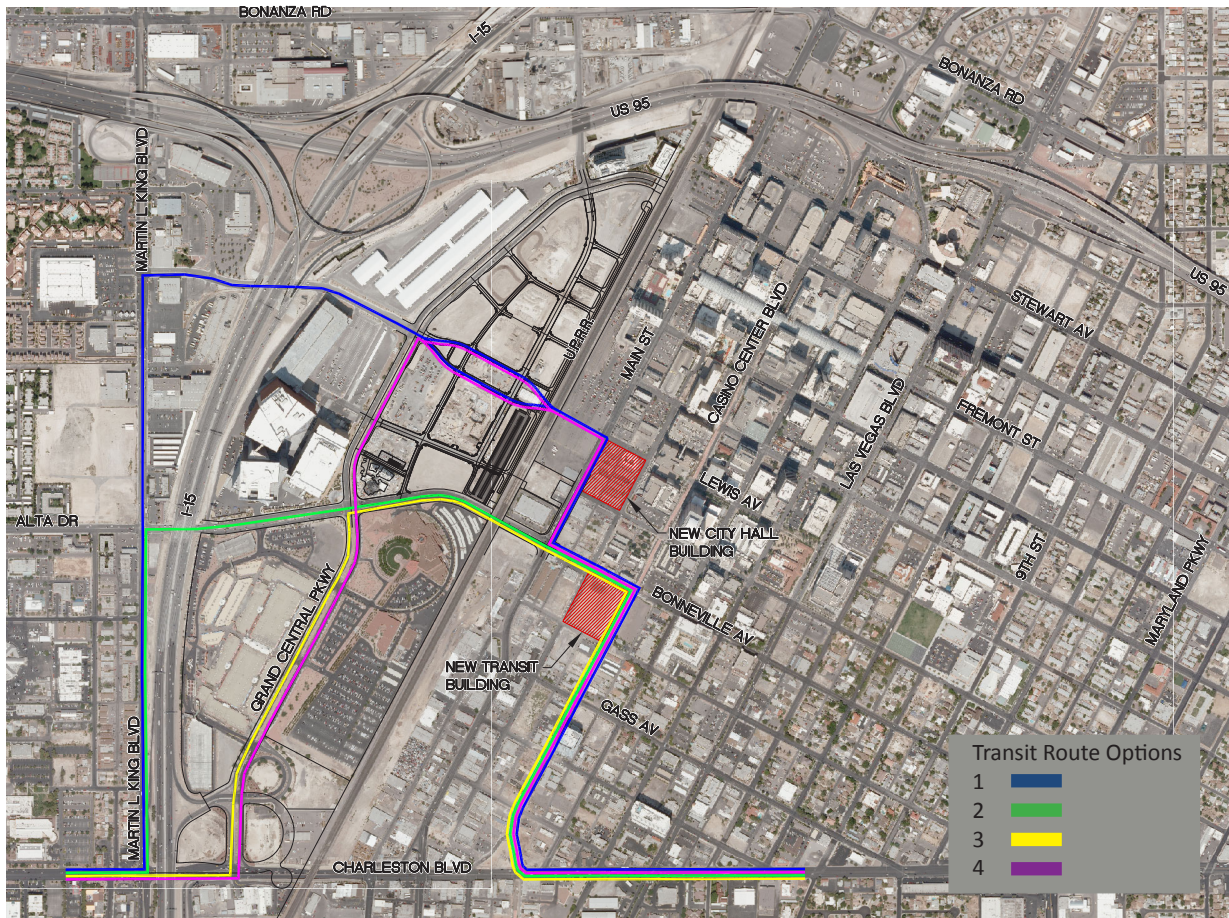 BONANZA RD
I-15
US 95
BONANZA RD
MARTIN L KING BLVD
US 95
STEWART AV
U.P.R.R.
MAIN ST
CASINO CENTER BLVD
LAS VEGAS BLVD
FREMONT ST
LEWIS AV
I-15
ALTA DR
NEW CITY HALL
BUILDING
9TH ST
MARYLAND PKWY
GRAND CENTRAL PKWY
BONNEVILLE AV
NEW TRANSIT
BUILDING
GASS AV
MARTIN L KING BLVD
CHARLESTON BLVD
Transit Route Options
1
2
3
4